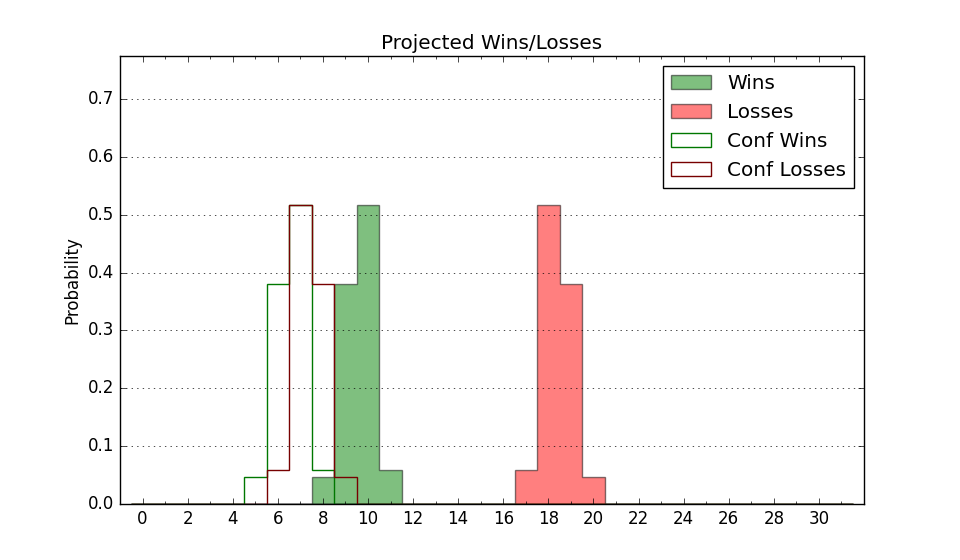 Projected Wins/Losses
Wins
Losses
Conf Wins
Conf Losses
Probability
0.7
0.6
0.5
0.4
0.3
0.2
0.1
0.0
0 2 4 6 8 10 12 14 16 18 20 22 24 26 28 30